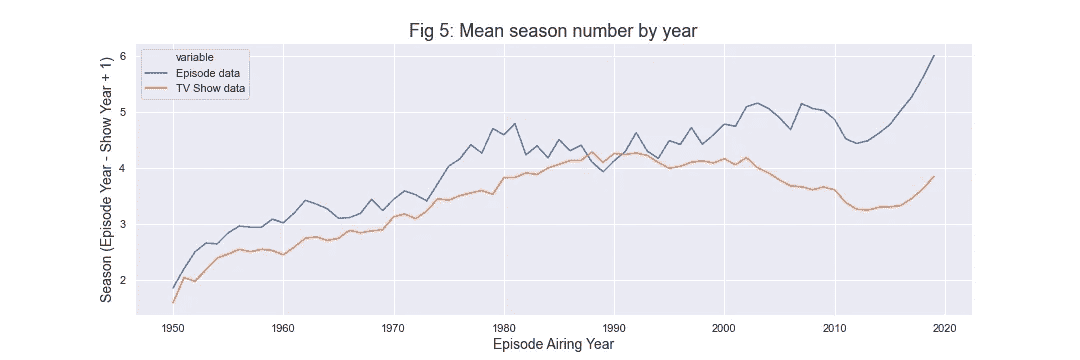 Fig 5: Mean season number by year
Season (Episode Year - Show Year + 1)
6
5
4
3
2
variable
Episode data
TV Show data
1950 1960 1970 1980 1990 2000 2010 2020
Episode Airing Year